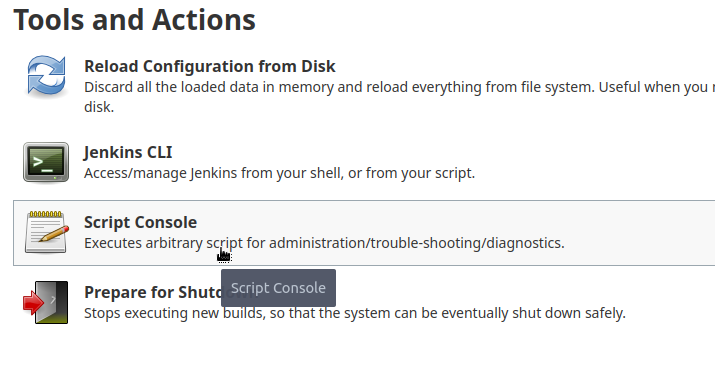 Tools and Actions
Reload Configuration from Disk
Discard all the loaded data in memory and reload everything from file system. Useful when you
disk.
>_
Jenkins CLI
Access/manage Jenkins from your shell, or from your script.
Script Console
Executes arbitrary script for administration/trouble-shooting/diagnostics.
Script Console
Prepare for Shutdown
Stops executing new builds, so that the system can be eventually shut down safely.